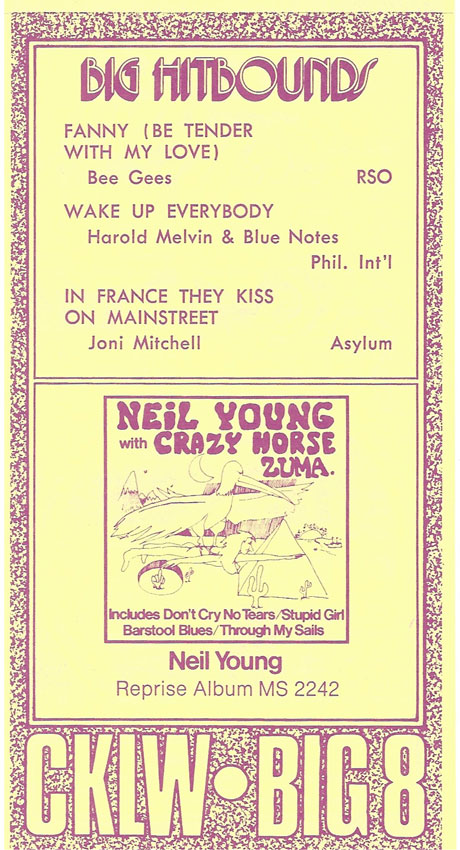 BIG HITBOUNDS
FANNY (BE TENDER
WITH MY LOVE)
Bee Gees RSO
WAKE UP EVERYBODY
Harold Melvin & Blue Notes
Phil. Int'l
IN FRANCE THEY KISS
ON MAINSTREET
Joni Mitchell Asylum
NEIL YOUNG
with CRAZY HORSE
ZUMA.
Includes Don't Cry No Tears/Stupid Girl
Barstool Blues/Through My Sails
Neil Young
Reprise Album MS 2242
CKLW•BIG8